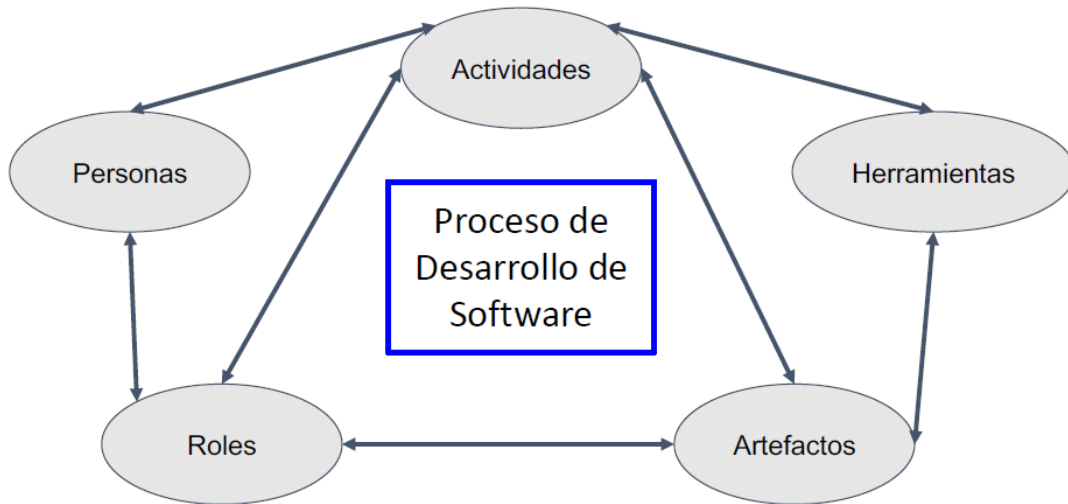 Actividades
Personas
Herramientas
Proceso de
Desarrollo de
Software
Roles
Artefactos